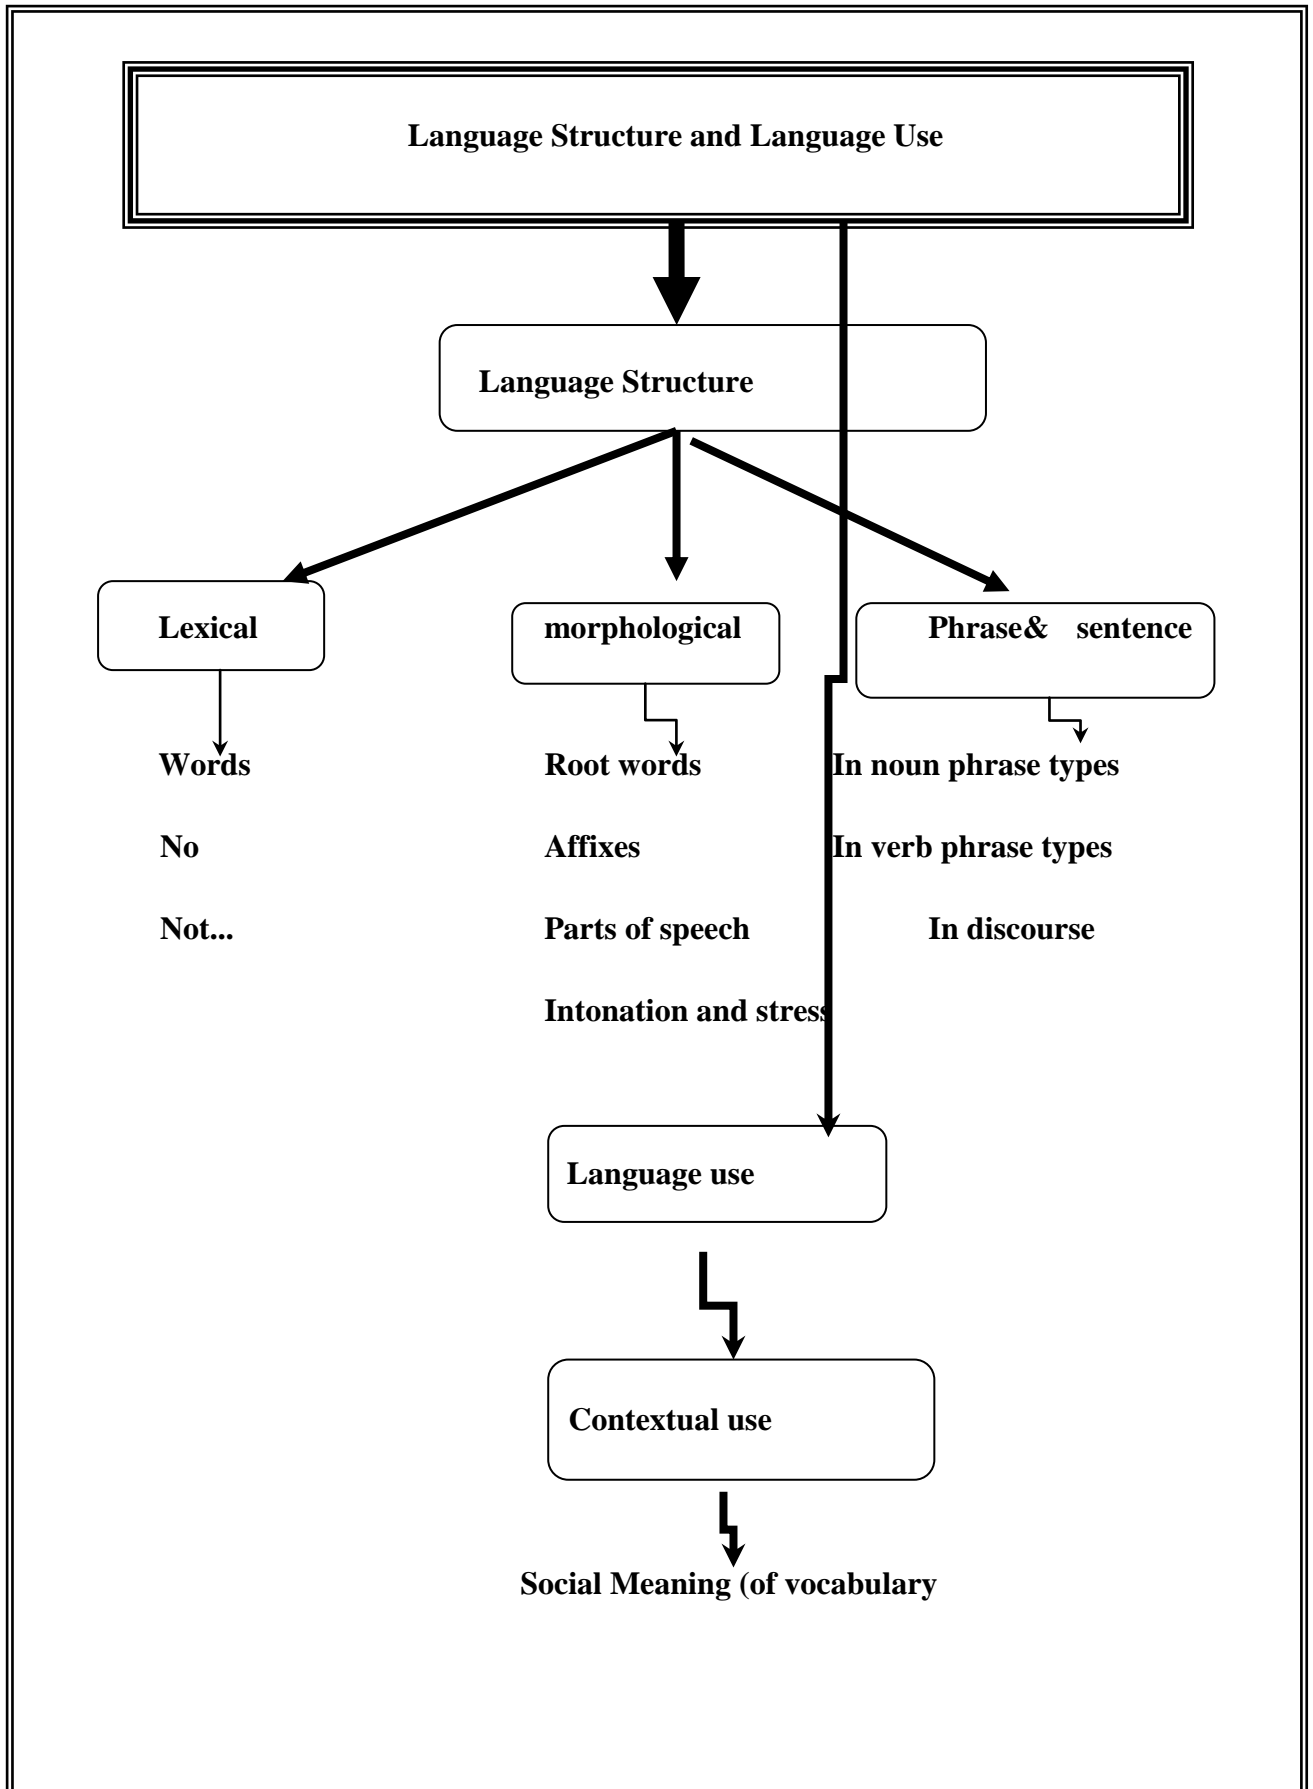 Language Structure and Language Use
Language Structure
Lexical
morphological
Phrase& sentence
Words
Root words
In noun phrase types
No
Affixes
In verb phrase types
Not...
Parts of speech
In discourse
Intonation and stress
Language use
Contextual use
Social Meaning (of vocabulary